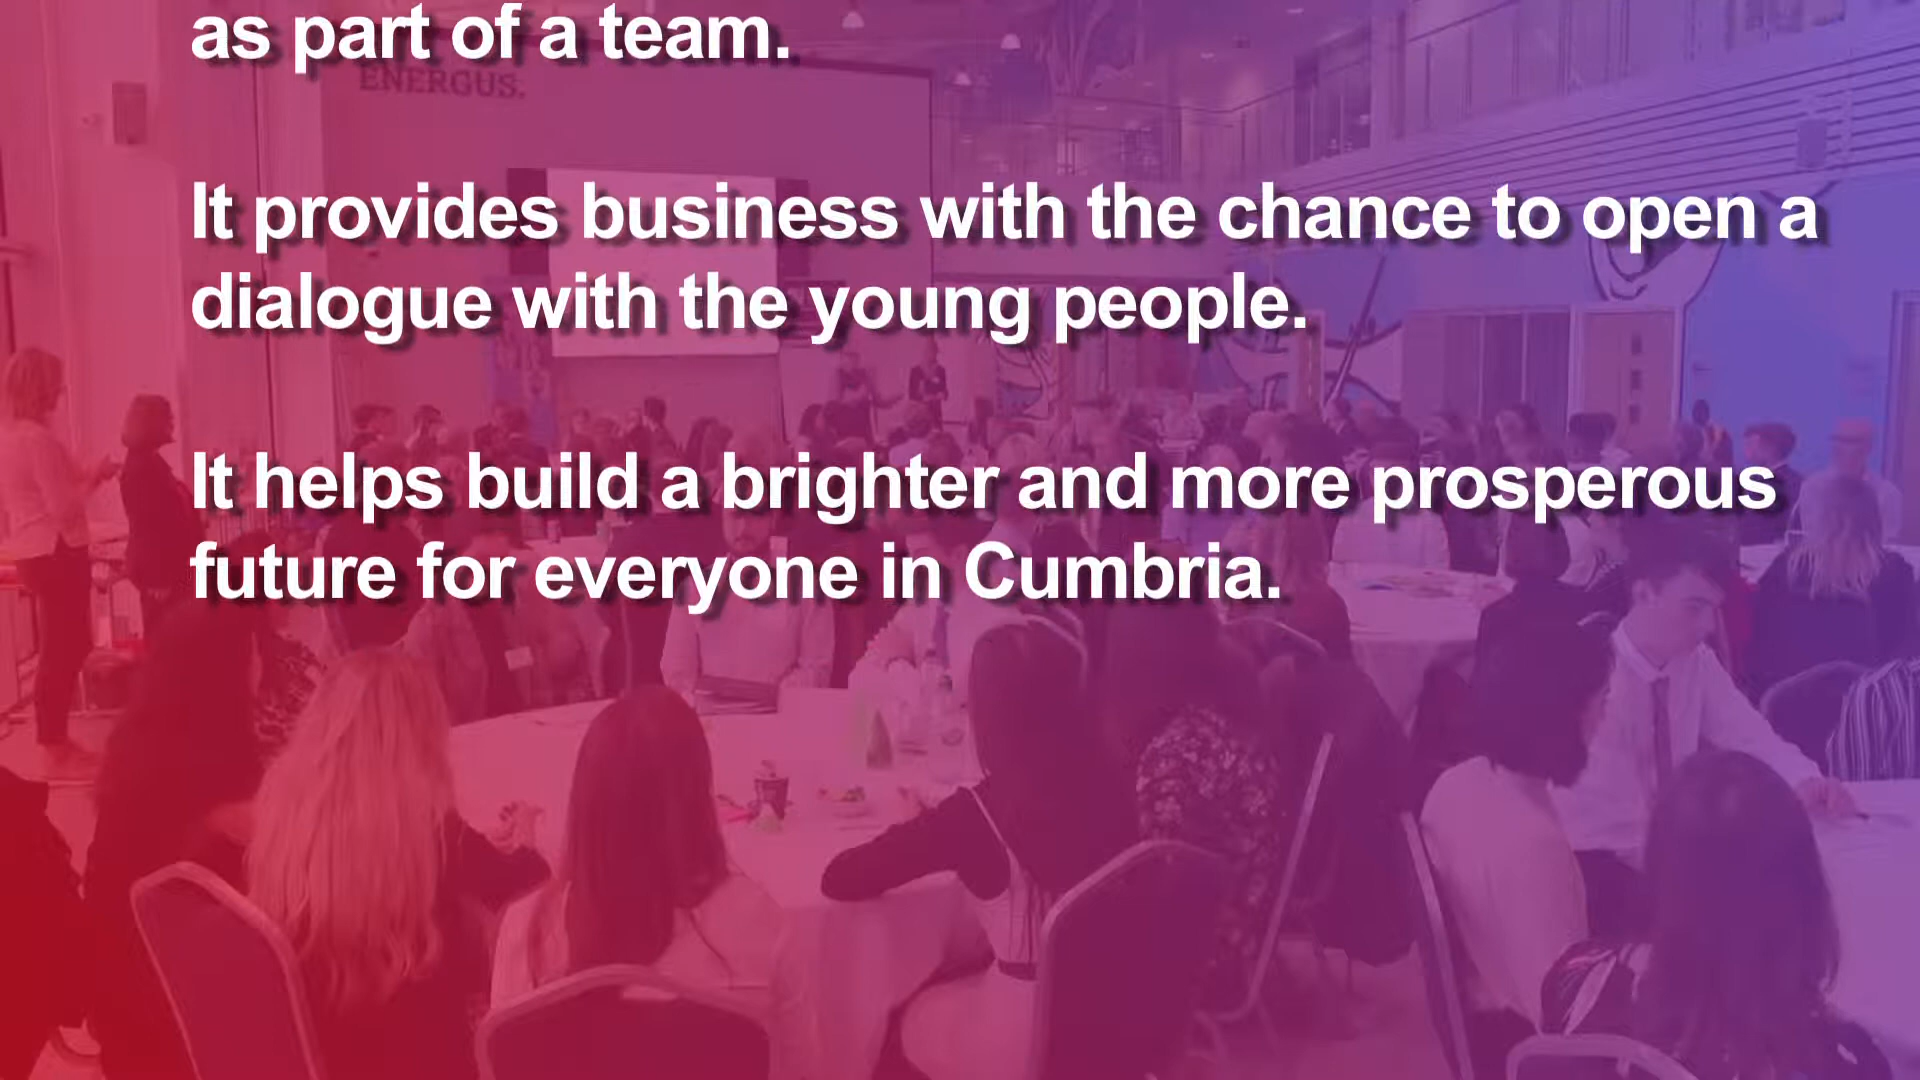 as part of a team.
ENERGUS.
It provides business with the chance to open a
dialogue with the young people.
It helps build a brighter and more prosperous
future for everyone in Cumbria.